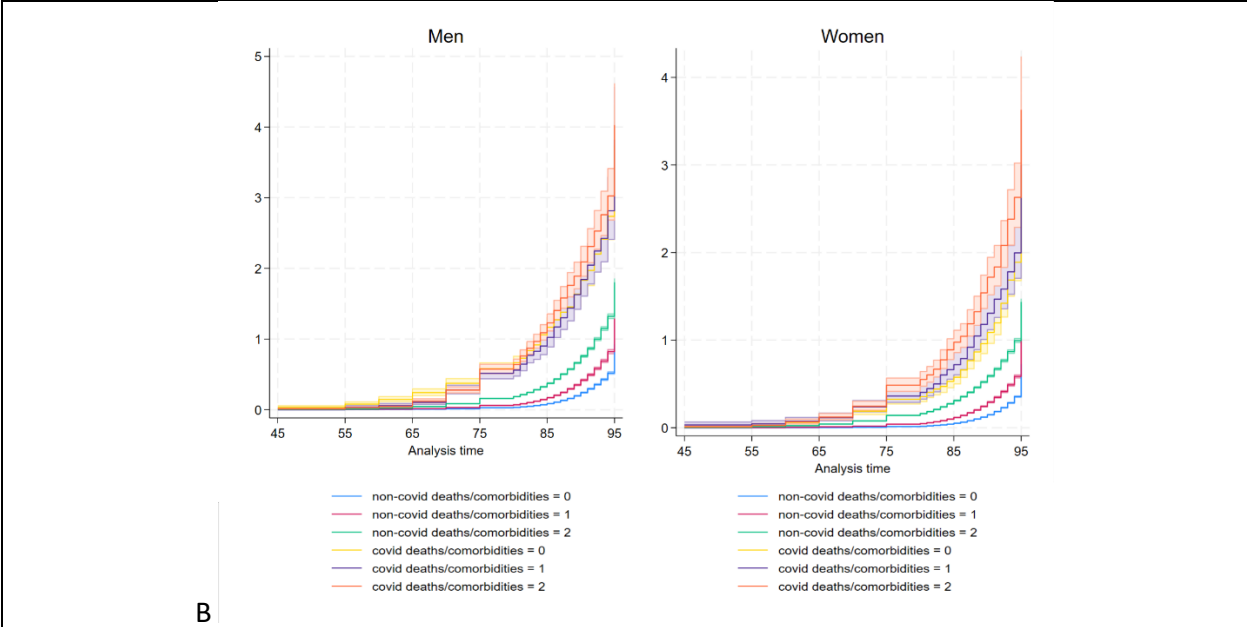 Men
5
4
3
2
1
0
45 55 65 75 85 95
Analysis time
non-covid deaths/comorbidities = 0
non-covid deaths/comorbidities = 1
non-covid deaths/comorbidities = 2
covid deaths/comorbidities = 0
covid deaths/comorbidities = 1
covid deaths/comorbidities = 2
Women
4
3
2
1
0
45 55 65 75 85 95
Analysis time
non-covid deaths/comorbidities = 0
non-covid deaths/comorbidities = 1
non-covid deaths/comorbidities = 2
covid deaths/comorbidities = 0
covid deaths/comorbidities = 1
covid deaths/comorbidities = 2
B